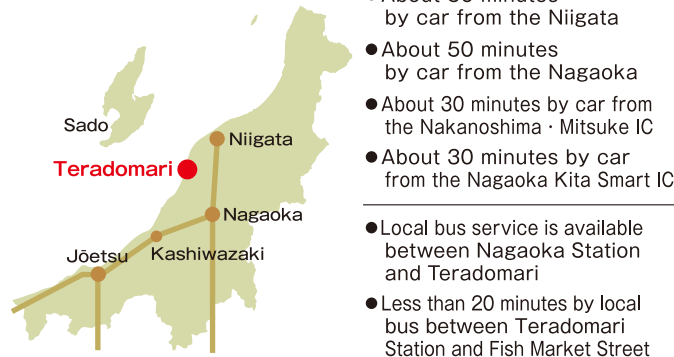 by car from the Niigata
●About 50 minutes
by car from the Nagaoka
●About 30 minutes by car from
the Nakanoshima・Mitsuke IC
●About 30 minutes by car
from the Nagaoka Kita Smart IC
●Local bus service is available
between Nagaoka Station
and Teradomari
●Less than 20 minutes by local
bus between Teradomari
Station and Fish Market Street
Sado
Niigata
Teradomari
Nagaoka
Kashiwazaki
Jōetsu